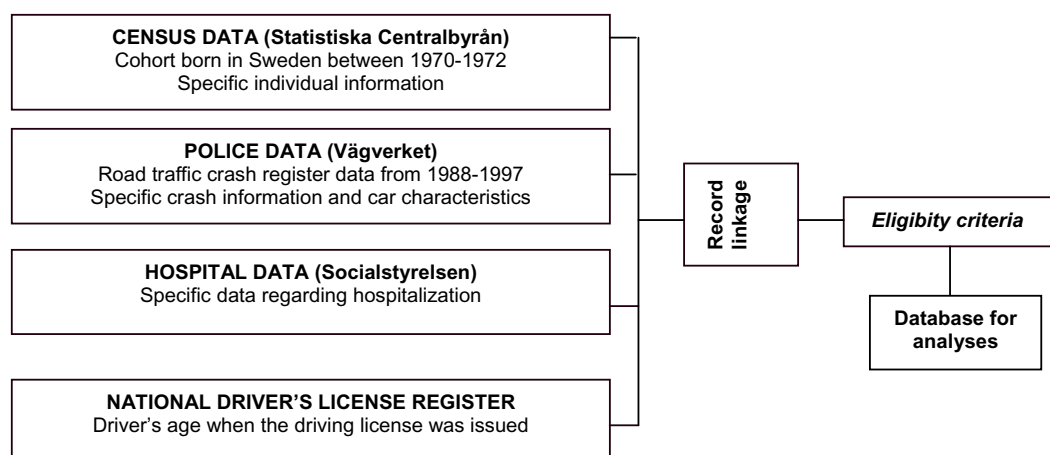 CENSUS DATA (Statistiska Centralbyrån)
Cohort born in Sweden between 1970-1972
Specific individual information
POLICE DATA (Vägverket)
Road traffic crash register data from 1988-1997
Specific crash information and car characteristics
HOSPITAL DATA (Socialstyrelsen)
Specific data regarding hospitalization
NATIONAL DRIVER'S LICENSE REGISTER
Driver's age when the driving license was issued
Record
linkage
Eligibity criteria
Database for
analyses